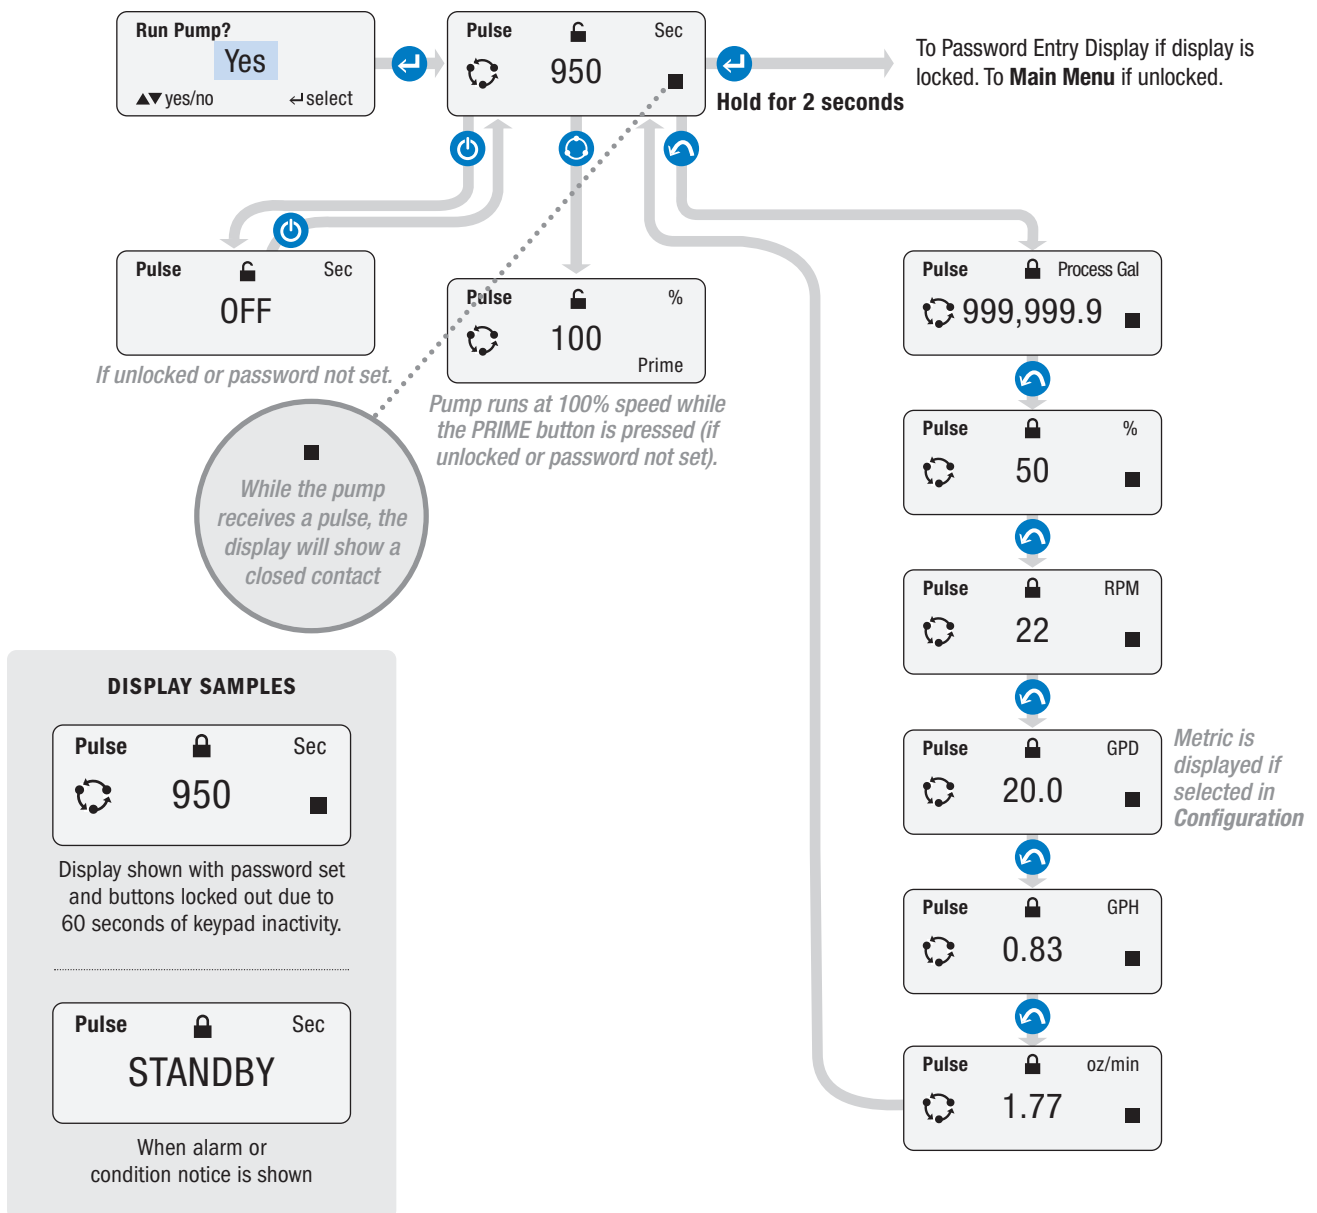 Run Pump?
Yes
▲▼ yes/no ↵ select
Pulse Sec
950
Hold for 2 seconds
To Password Entry Display if display is
locked. To Main Menu if unlocked.
Pulse Sec
OFF
If unlocked or password not set.
Pulse %
100
Prime
Pump runs at 100% speed while
the PRIME button is pressed (if
unlocked or password not set).
While the pump
receives a pulse, the
display will show a
closed contact
Pulse Process Gal
999,999.9
Pulse %
50
Pulse RPM
22
Pulse GPD
20.0
Metric is
displayed if
selected in
Configuration
Pulse GPH
0.83
Pulse oz/min
1.77
DISPLAY SAMPLES
Pulse Sec
950
Display shown with password set
and buttons locked out due to
60 seconds of keypad inactivity.
Pulse Sec
STANDBY
When alarm or
condition notice is shown